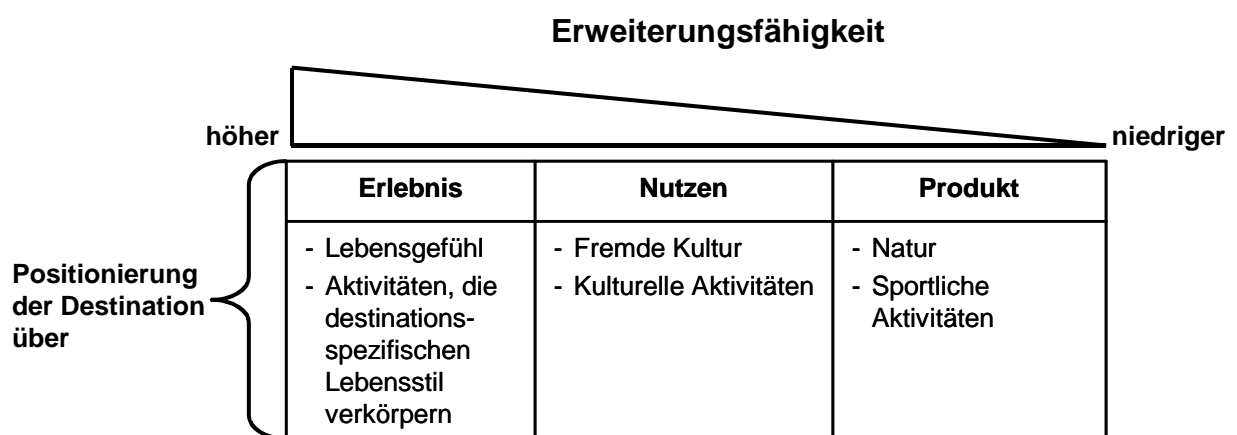 Erweiterungsfähigkeit
höher
niedriger
Positionierung
der Destination
über
Erlebnis
Nutzen
Produkt
- Lebensgefühl
- Aktivitäten, die
destinations-
spezifischen
Lebensstil
verkörpern
- Fremde Kultur
- Kulturelle Aktivitäten
- Natur
- Sportliche
Aktivitäten